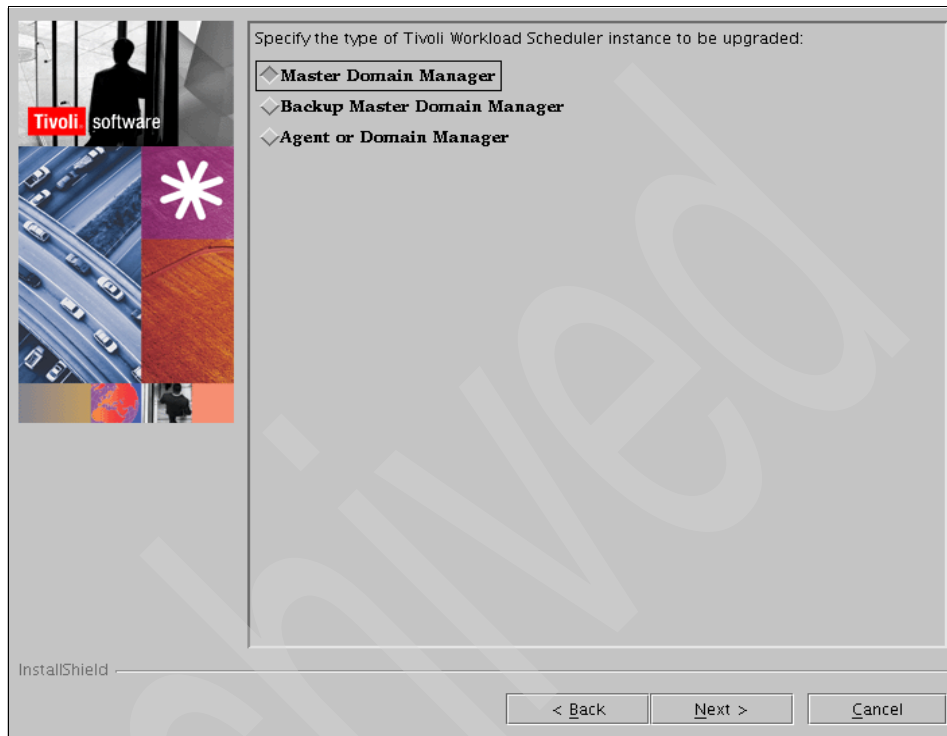 Specify the type of Tivoli Workload Scheduler instance to be upgraded:
Master Domain Manager
Backup Master Domain Manager
Agent or Domain Manager
Tivoli. software
InstallShield
< Back Next > Cancel
hived